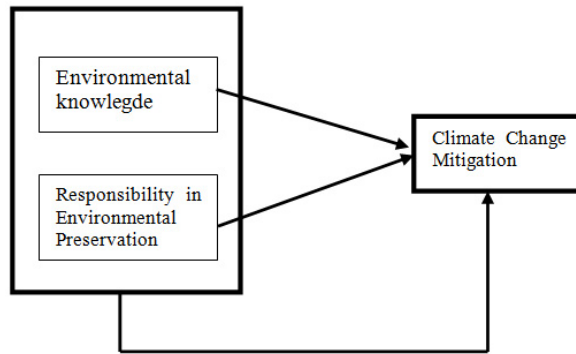 Environmental
knowlegde
Responsibility in
Environmental
Preservation
Climate Change
Mitigation